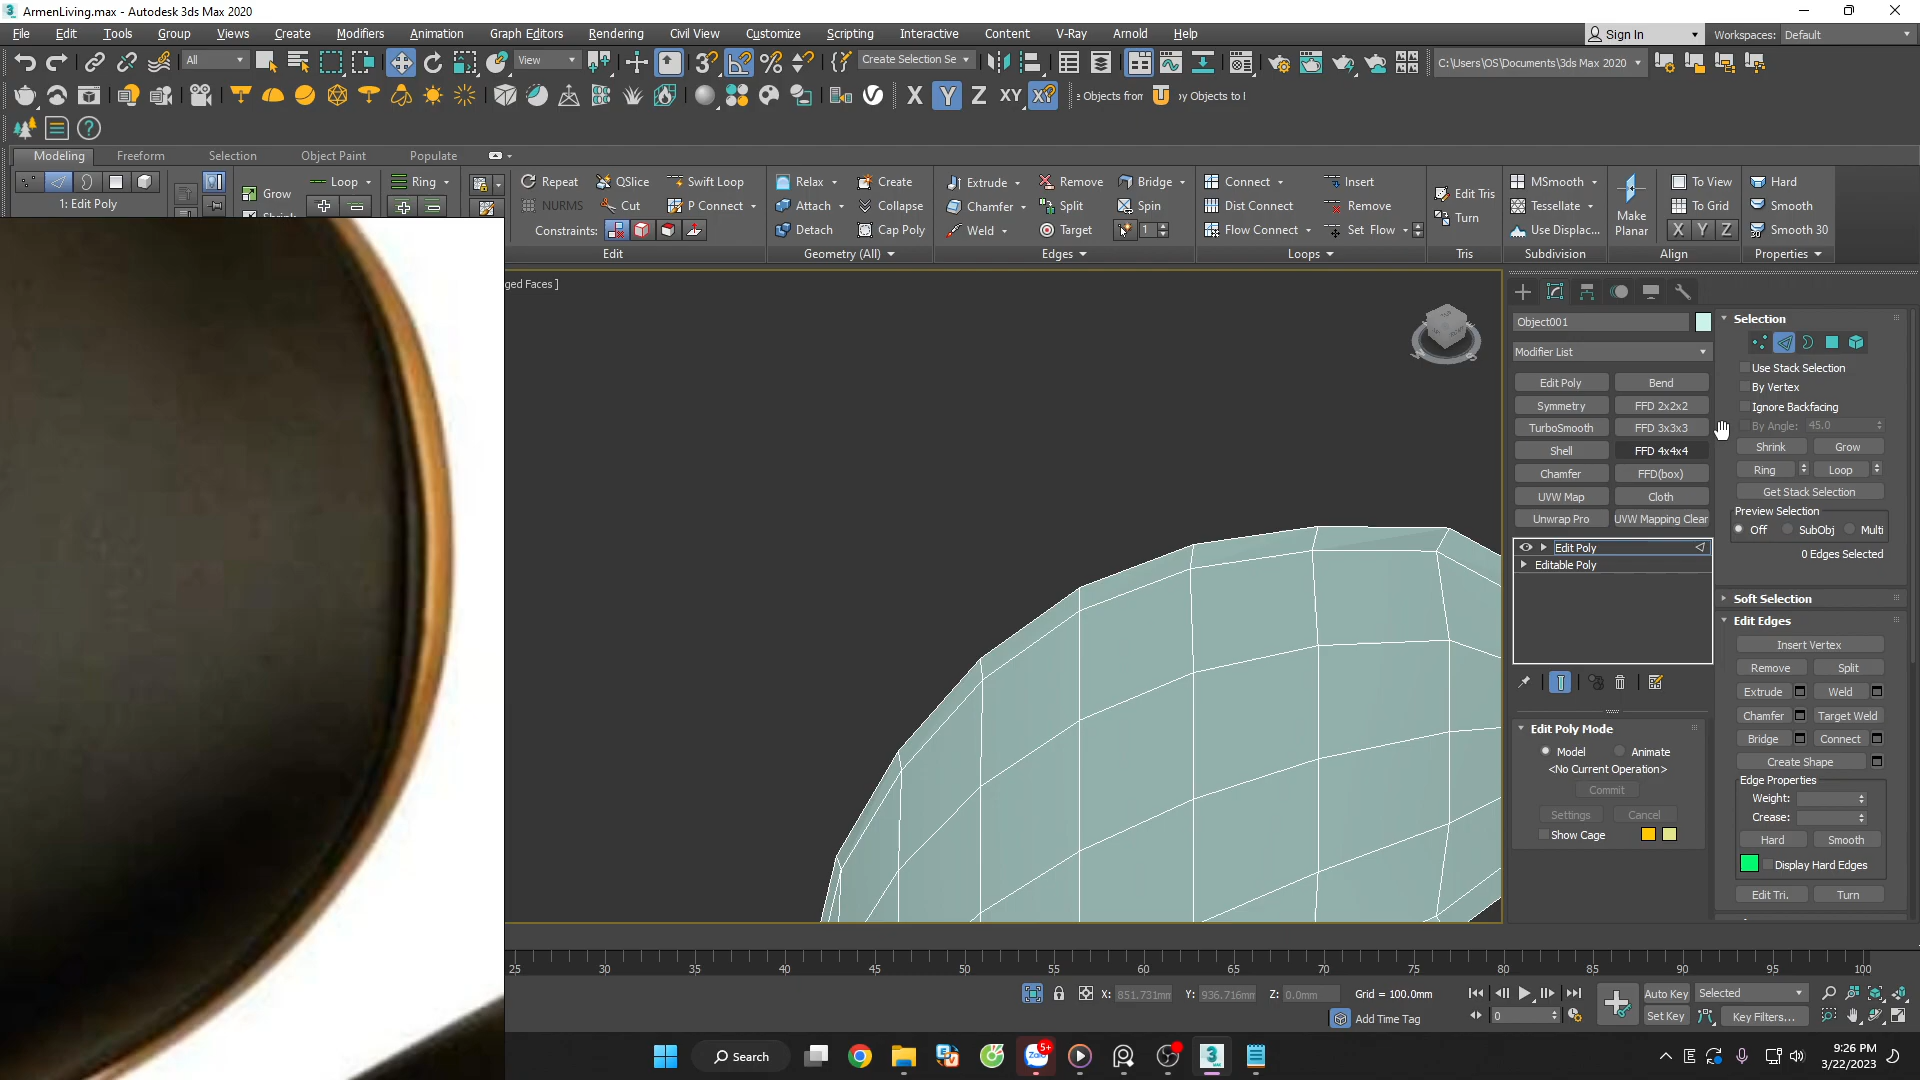 ArmenLiving.max - Autodesk 3ds Max 2020
File Edit Tools Group Views Create Modifiers Animation Graph Editors Rendering Civil View Customize Scripting Interactive Content V-Ray Arnold Help
Sign In Workspaces: Default
All View Create Selection Se C:\Users\OS\Documents\3ds Max 2020
X Y Z XY XY e Objects fror y Objects to l
Modeling Freeform Selection Object Paint Populate
Grow Loop Ring Repeat QSlice Swift Loop Relax Create Extrude Remove Bridge Connect Insert Edit Tris MSmooth To View Hard
1: Edit Poly NURMS Cut P Connect Attach Collapse Chamfer Split Spin Dist Connect Remove Turn Tessellate Make Planar To Grid Smooth
Constraints: Detach Cap Poly Weld Target 1 Flow Connect Set Flow Use Displac... X Y Z Smooth 30
Edit Geometry (All) Edges Loops Tris Subdivision Align Properties
ged Faces ]
Object001
Modifier List
Edit Poly Bend
Symmetry FFD 2x2x2
TurboSmooth FFD 3x3x3
Shell FFD 4x4x4
Chamfer FFD(box)
UVW Map Cloth
Unwrap Pro UVW Mapping Clear
Edit Poly
Editable Poly
Edit Poly Mode
Model Animate
<No Current Operation>
Commit
Settings Cancel
Show Cage
Selection
Use Stack Selection
By Vertex
Ignore Backfacing
By Angle: 45.0
Shrink Grow
Ring Loop
Get Stack Selection
Preview Selection
Off SubObj Multi
0 Edges Selected
Soft Selection
Edit Edges
Insert Vertex
Remove Split
Extrude Weld
Chamfer Target Weld
Bridge Connect
Create Shape
Edge Properties
Weight:
Crease:
Hard Smooth
Display Hard Edges
Edit Tri. Turn
25 30 35 40 45 50 55 60 65 70 75 80 85 90 95 100
X: 851.731mm Y: 936.716mm Z: 0.0mm Grid = 100.0mm Auto Key Selected
Add Time Tag 0 Set Key Key Filters...
Search
Zalo 5+
9:26 PM
3/22/2023